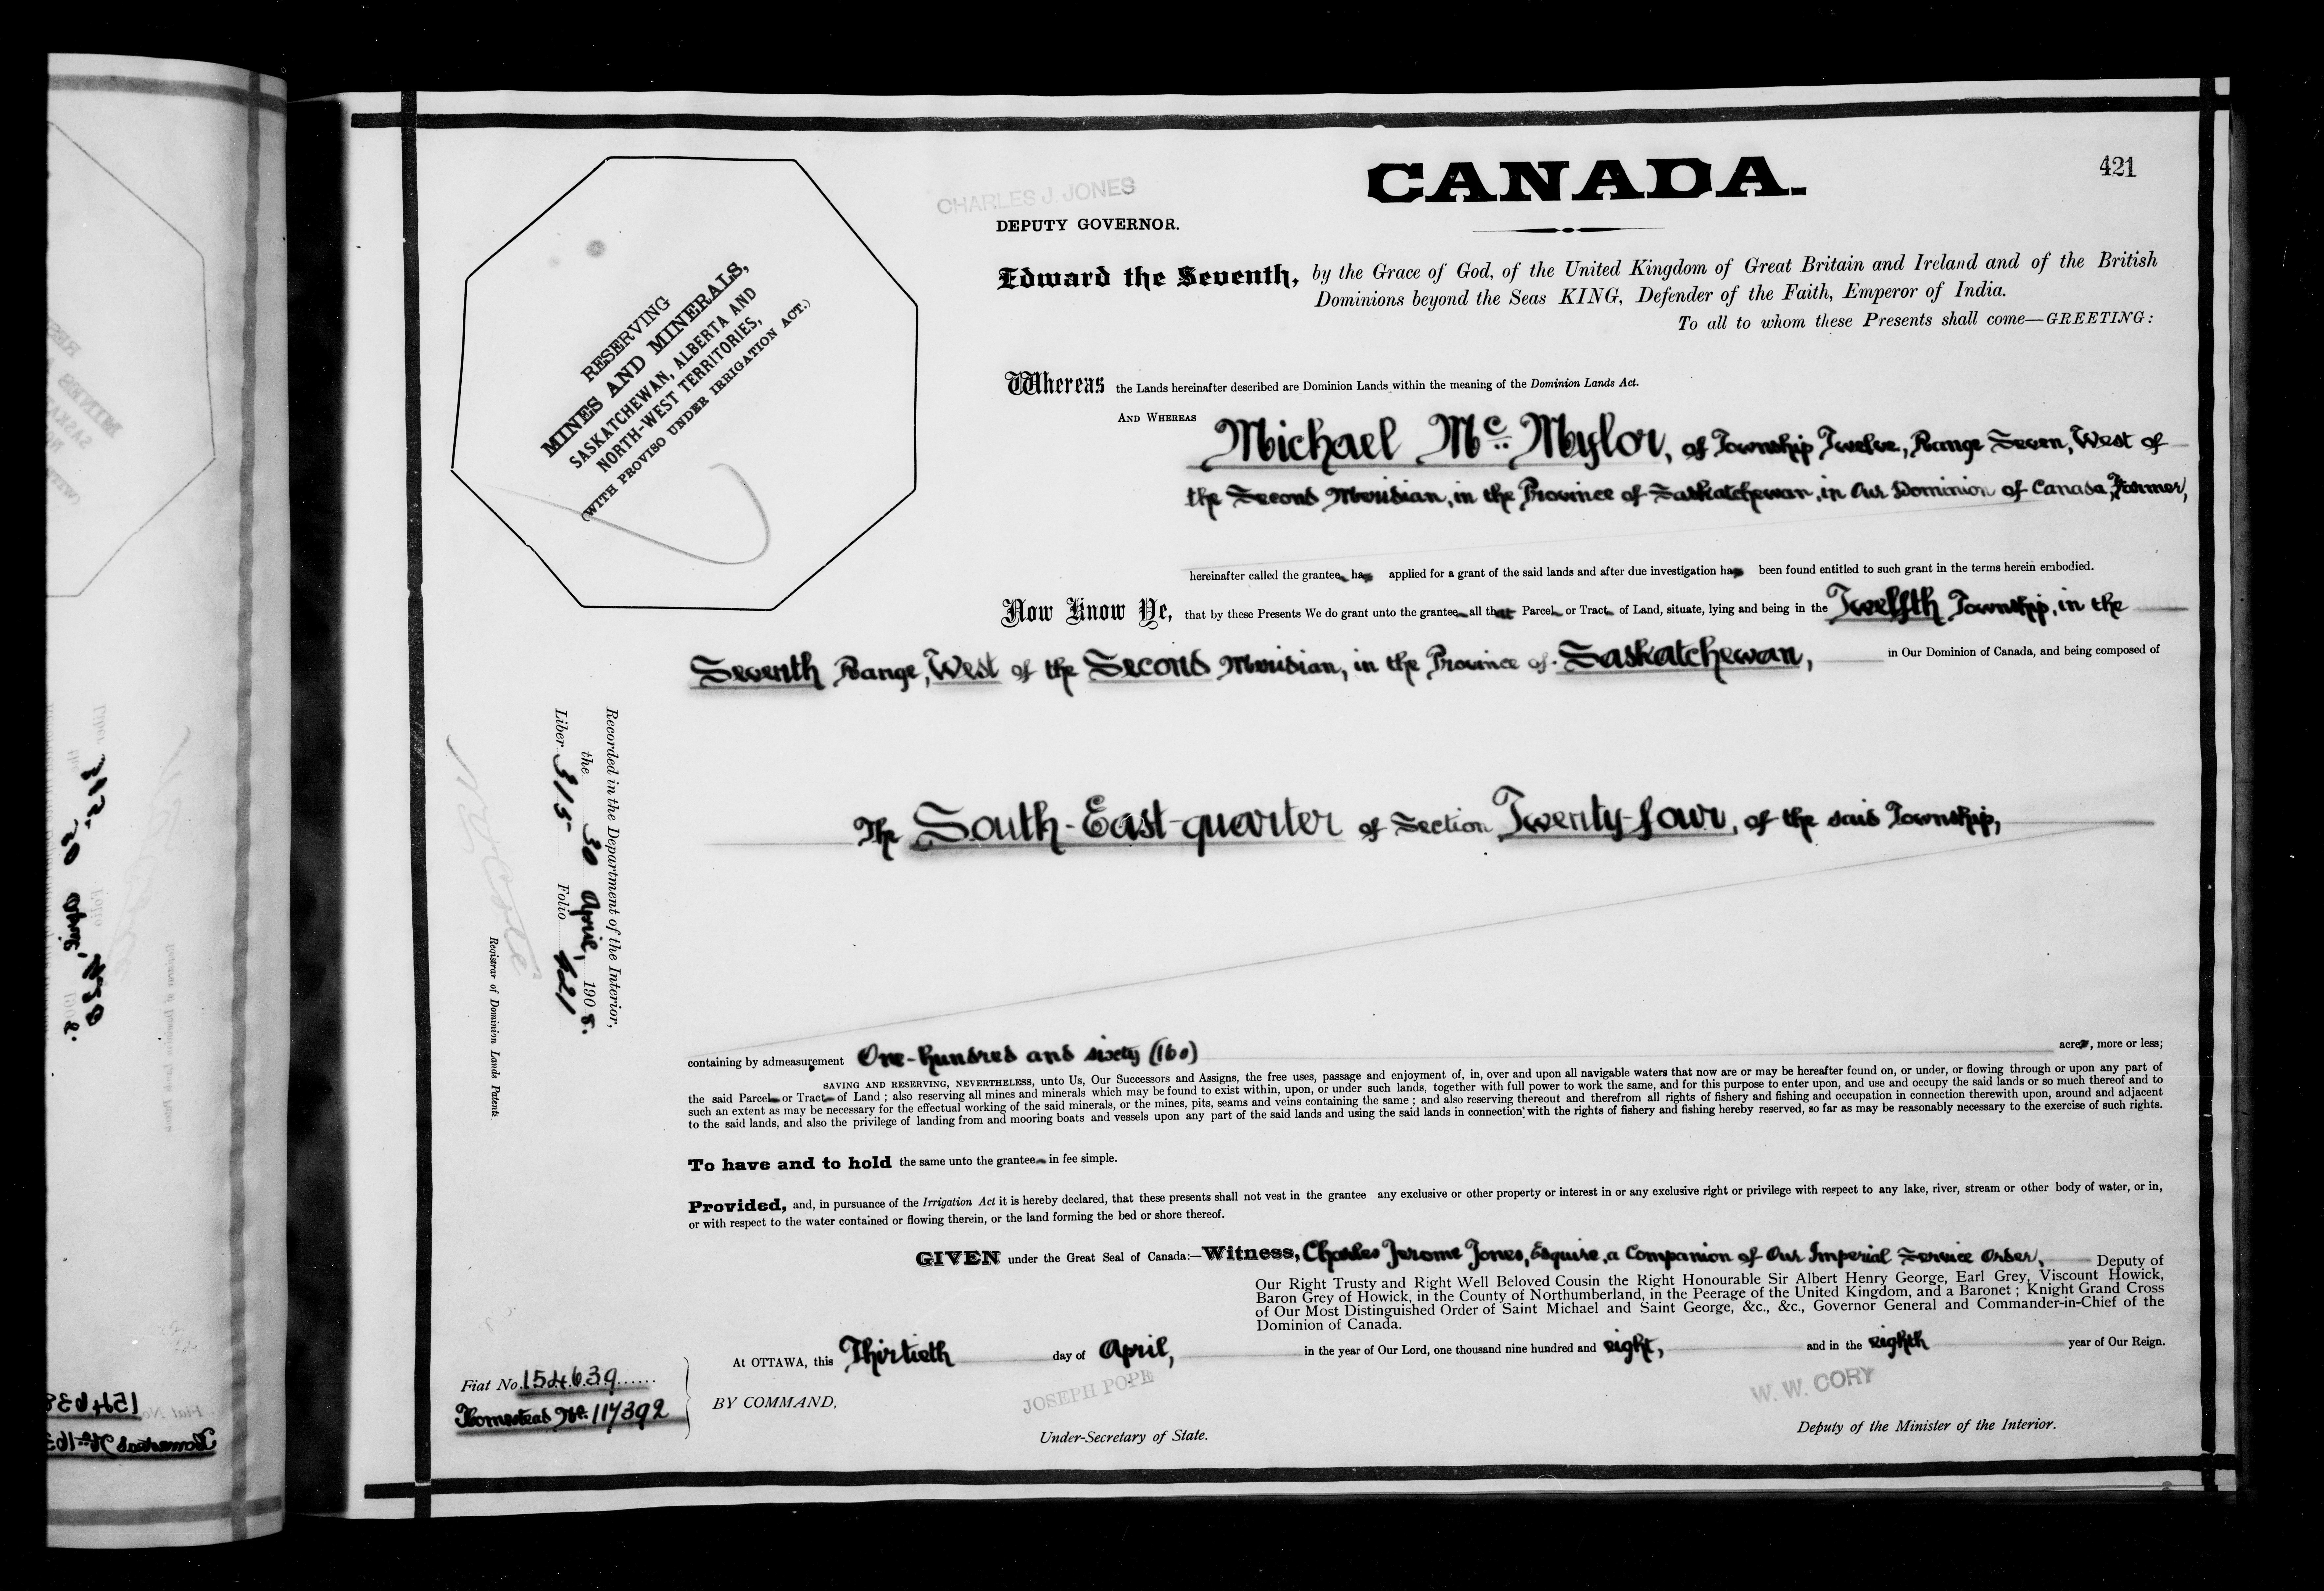 CANADA.
421
CHARLES J. JONES
DEPUTY GOVERNOR.
RESERVING
MINES AND MINERALS,
SASKATCHEWAN, ALBERTA AND
NORTH-WEST TERRITORIES,
(WITH PROVISO UNDER IRRIGATION ACT.)
Edward the Seventh, by the Grace of God, of the United Kingdom of Great Britain and Ireland and of the British
Dominions beyond the Seas KING, Defender of the Faith, Emperor of India.
To all to whom these Presents shall come—GREETING:
Whereas the Lands hereinafter described are Dominion Lands within the meaning of the Dominion Lands Act.
AND WHEREAS Michael Mc Mylor, of Township Twelve, Range Seven, West of
the Second Meridian, in the Province of Saskatchewan, in Our Dominion of Canada, Farmer,
hereinafter called the grantee has applied for a grant of the said lands and after due investigation has been found entitled to such grant in the terms herein embodied.
Now Know Ye, that by these Presents We do grant unto the grantee all that Parcel or Tract of Land, situate, lying and being in the Twelfth Township, in the
Seventh Range, West of the Second Meridian, in the Province of Saskatchewan, in Our Dominion of Canada, and being composed of
The South-East-quarter of Section Twenty-four, of the said Township,
Recorded in the Department of the Interior,
the 30 April, 1908.
Liber 315 Folio 421
Registrar of Dominion Lands Patents.
containing by admeasurement One-hundred and sixty (160) acres, more or less;
SAVING AND RESERVING, NEVERTHELESS, unto Us, Our Successors and Assigns, the free uses, passage and enjoyment of, in, over and upon all navigable waters that now are or may be hereafter found on, or under, or flowing through or upon any part of
the said Parcel or Tract of Land ; also reserving all mines and minerals which may be found to exist within, upon, or under such lands, together with full power to work the same, and for this purpose to enter upon, and use and occupy the said lands or so much thereof and to
such an extent as may be necessary for the effectual working of the said minerals, or the mines, pits, seams and veins containing the same ; and also reserving thereout and therefrom all rights of fishery and fishing and occupation in connection therewith upon, around and adjacent
to the said lands, and also the privilege of landing from and mooring boats and vessels upon any part of the said lands and using the said lands in connection with the rights of fishery and fishing hereby reserved, so far as may be reasonably necessary to the exercise of such rights.
To have and to hold the same unto the grantee in fee simple.
Provided, and, in pursuance of the Irrigation Act it is hereby declared, that these presents shall not vest in the grantee any exclusive or other property or interest in or any exclusive right or privilege with respect to any lake, river, stream or other body of water, or in,
or with respect to the water contained or flowing therein, or the land forming the bed or shore thereof.
GIVEN under the Great Seal of Canada:—Witness, Charles Jerome Jones, Esquire, a Companion of Our Imperial Service Order, Deputy of
Our Right Trusty and Right Well Beloved Cousin the Right Honourable Sir Albert Henry George, Earl Grey, Viscount Howick,
Baron Grey of Howick, in the County of Northumberland, in the Peerage of the United Kingdom, and a Baronet ; Knight Grand Cross
of Our Most Distinguished Order of Saint Michael and Saint George, &c., &c., Governor General and Commander-in-Chief of the
Dominion of Canada.
At OTTAWA, this Thirtieth day of April, in the year of Our Lord, one thousand nine hundred and eight, and in the eighth year of Our Reign.
Fiat No. 154639
Homestead No. 117392
BY COMMAND,
JOSEPH POPE
Under-Secretary of State.
W. W. CORY
Deputy of the Minister of the Interior.